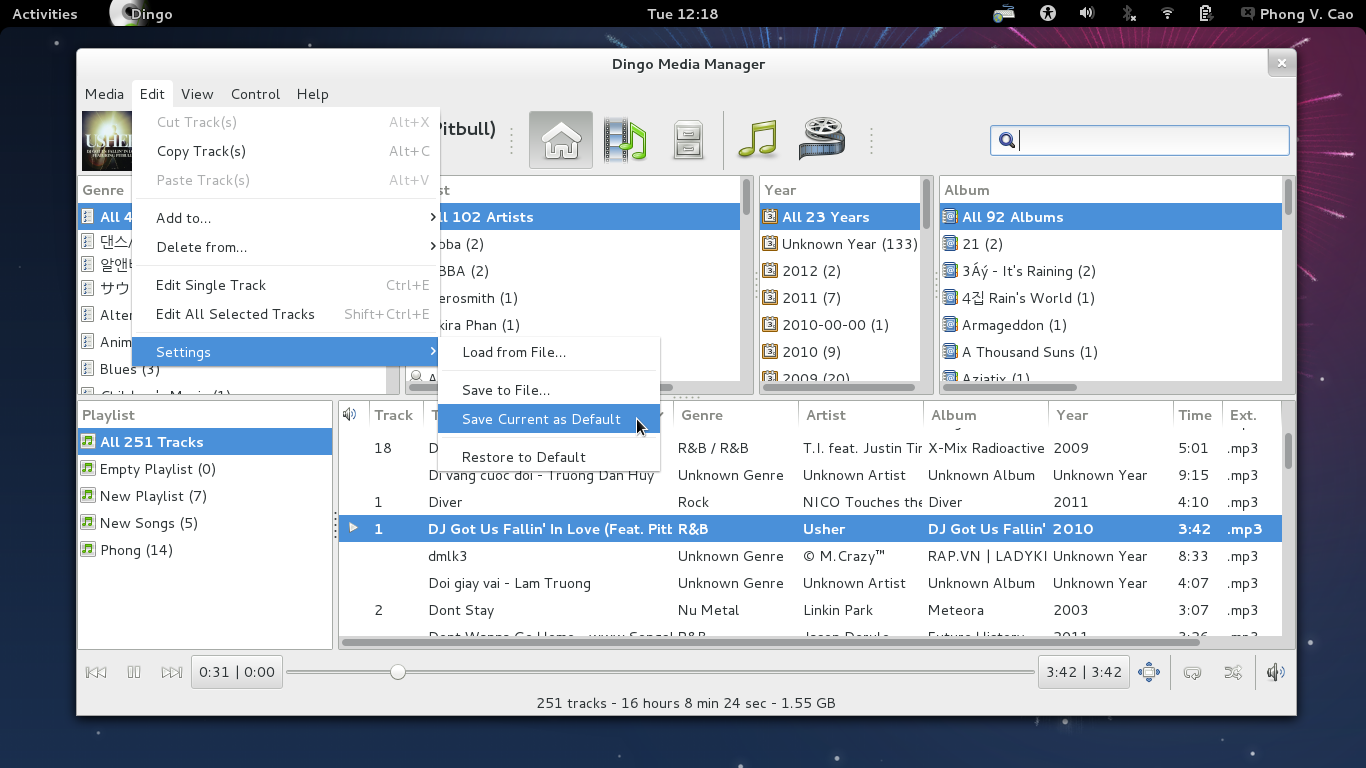 Activities
Dingo
Tue 12:18
Phong V. Cao
Dingo Media Manager
Media Edit View Control Help
Cut Track(s) Alt+X
Copy Track(s) Alt+C
Paste Track(s) Alt+V
Add to...
Delete from...
Edit Single Track Ctrl+E
Edit All Selected Tracks Shift+Ctrl+E
Settings
Load from File...
Save to File...
Save Current as Default
Restore to Default
Pitbull)
Genre
All 4
댄스/
알앤비
サウ
Alter
Anim
Blues (3)
All 102 Artists
bba (2)
BBA (2)
erosmith (1)
kira Phan (1)
Year
All 23 Years
Unknown Year (133)
2012 (2)
2011 (7)
2010-00-00 (1)
2010 (9)
2009 (20)
Album
All 92 Albums
21 (2)
3Áý - It's Raining (2)
4집 Rain's World (1)
Armageddon (1)
A Thousand Suns (1)
Aziatix (1)
Playlist
All 251 Tracks
Empty Playlist (0)
New Playlist (7)
New Songs (5)
Phong (14)
Track Genre Artist Album Year Time Ext.
18 D R&B / R&B T.I. feat. Justin Tin X-Mix Radioactive 2009 5:01 .mp3
Di vang cuoc doi - Truong Dan Huy Unknown Genre Unknown Artist Unknown Album Unknown Year 9:15 .mp3
1 Diver Rock NICO Touches the Diver 2011 4:10 .mp3
1 DJ Got Us Fallin' In Love (Feat. Pitt R&B Usher DJ Got Us Fallin' 2010 3:42 .mp3
dmlk3 Unknown Genre © M.Crazy™ RAP.VN | LADYKI Unknown Year 8:33 .mp3
Doi giay vai - Lam Truong Unknown Genre Unknown Artist Unknown Album Unknown Year 4:07 .mp3
2 Dont Stay Nu Metal Linkin Park Meteora 2003 3:07 .mp3
0:31 | 0:00
3:42 | 3:42
251 tracks - 16 hours 8 min 24 sec - 1.55 GB